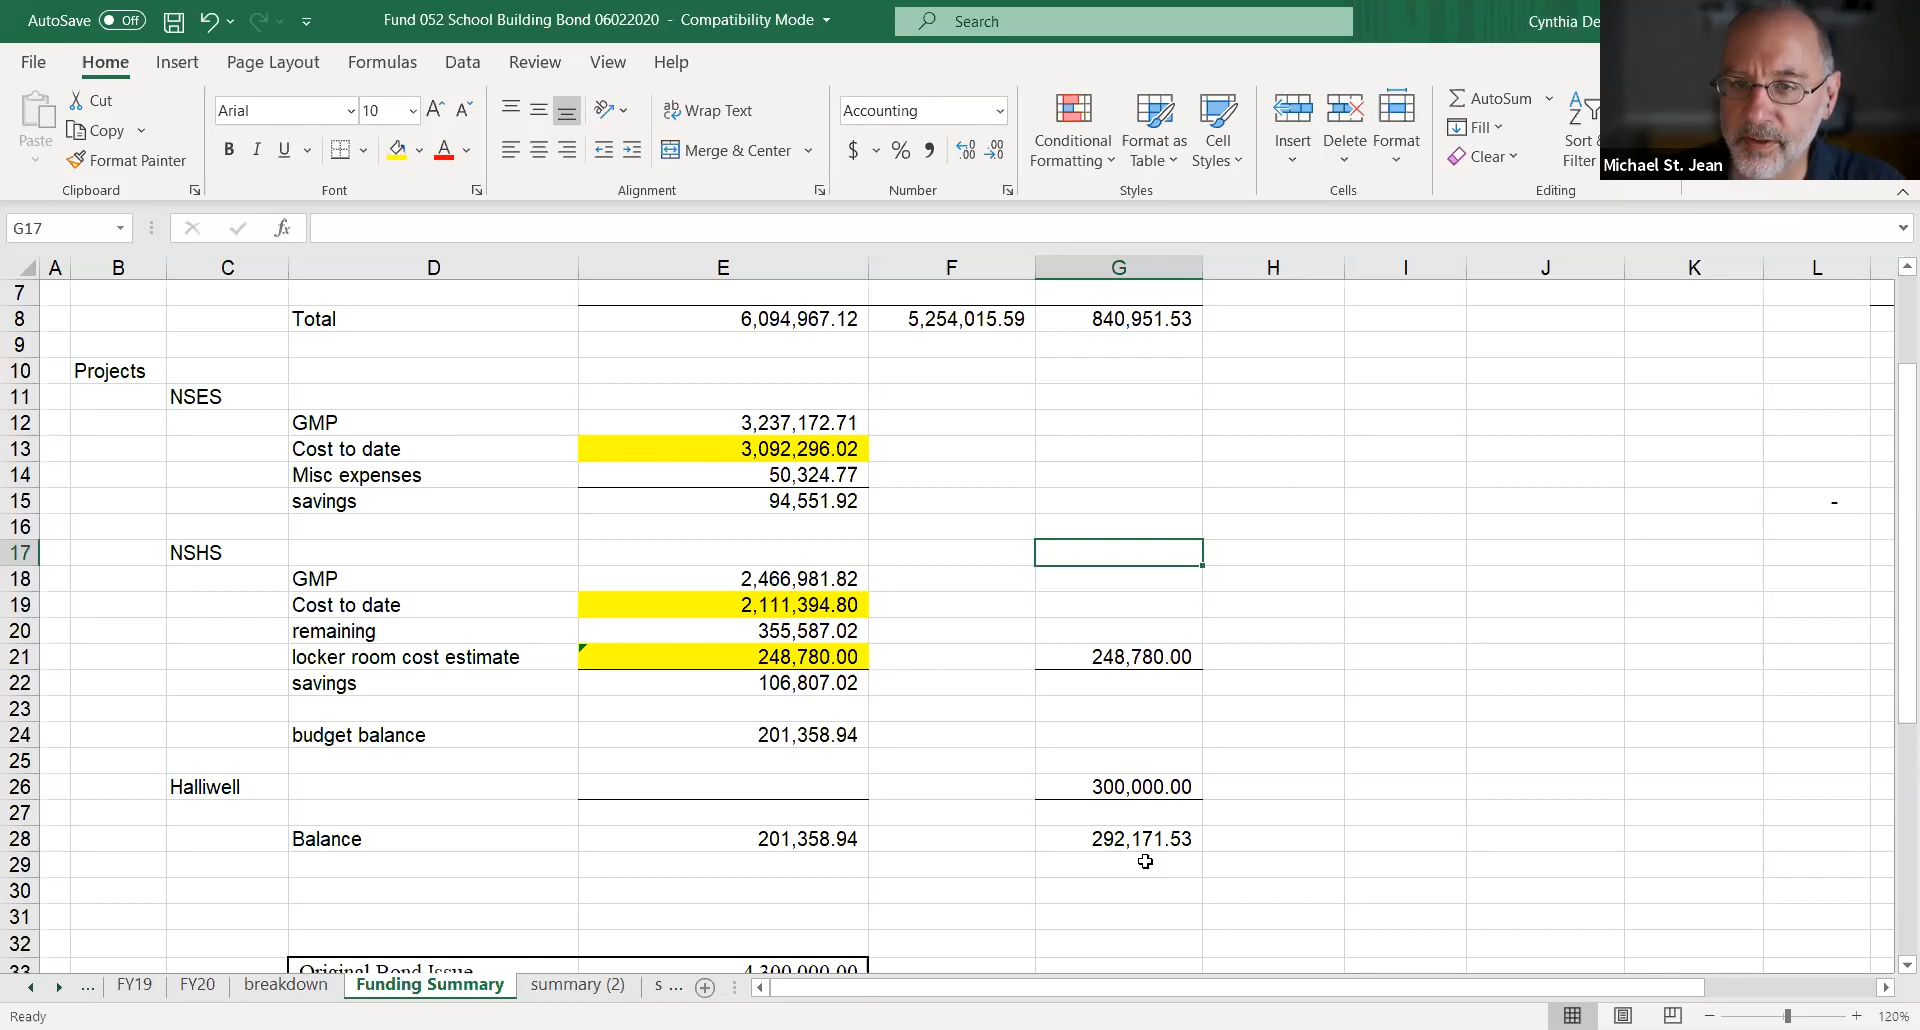 AutoSave Off Fund 052 School Building Bond 06022020 - Compatibility Mode Search Cynthia De
File Home Insert Page Layout Formulas Data Review View Help
Paste Cut Copy Format Painter Clipboard
Arial 10 A A B I U A Font
ab Wrap Text Merge & Center Alignment
Accounting $ % Number
Conditional Formatting Format as Table Cell Styles Styles
Insert Delete Format Cells
AutoSum Fill Clear Sort & Filter Editing
Michael St. Jean
G17 fx
A B C D E F G H I J K L
7
8 Total 6,094,967.12 5,254,015.59 840,951.53
9
10 Projects
11 NSES
12 GMP 3,237,172.71
13 Cost to date 3,092,296.02
14 Misc expenses 50,324.77
15 savings 94,551.92 -
16
17 NSHS
18 GMP 2,466,981.82
19 Cost to date 2,111,394.80
20 remaining 355,587.02
21 locker room cost estimate 248,780.00 248,780.00
22 savings 106,807.02
23
24 budget balance 201,358.94
25
26 Halliwell 300,000.00
27
28 Balance 201,358.94 292,171.53
29
30
31
32
33 Original Bond Issue 4,300,000.00
... FY19 FY20 breakdown Funding Summary summary (2) s ...
Ready 120%